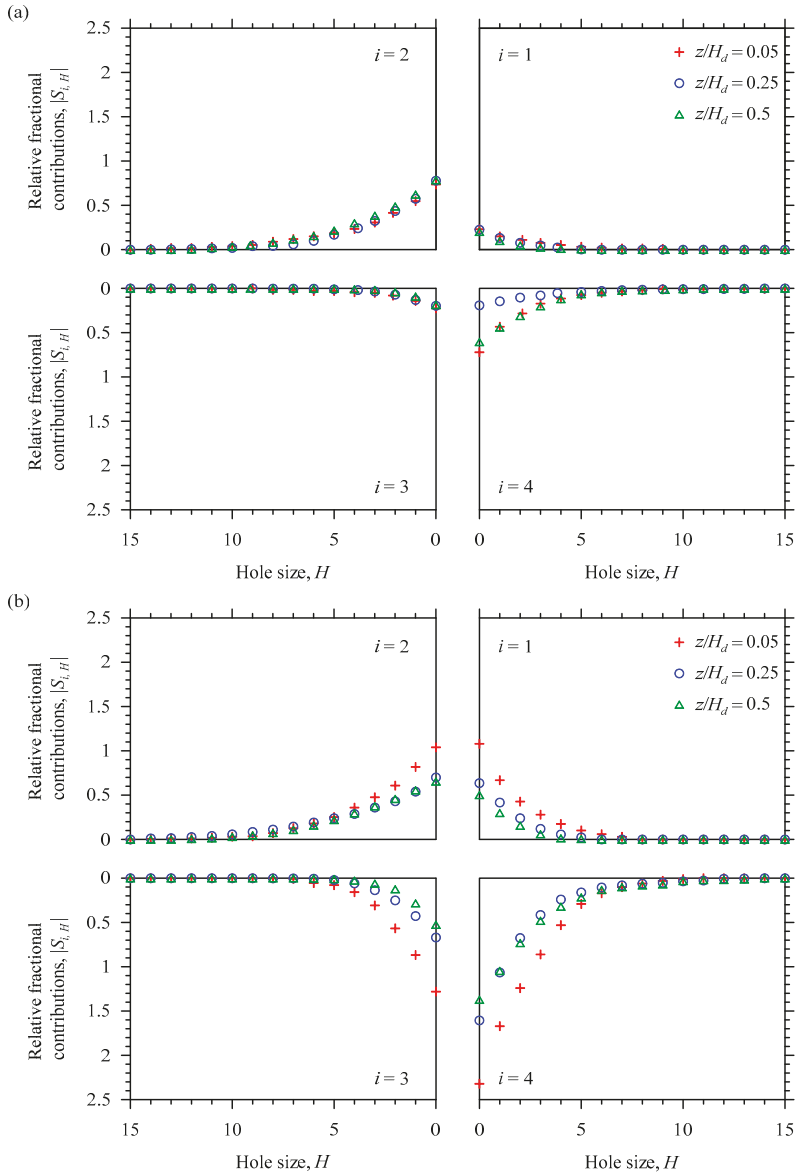 (a)
2.5
2
1.5
1
0.5
0
Relative fractional
contributions, |S_{i, H}|
i = 2
i = 1
z/H_d = 0.05
z/H_d = 0.25
z/H_d = 0.5
0
0.5
1
1.5
2
2.5
Relative fractional
contributions, |S_{i, H}|
i = 3
i = 4
15 10 5 0 0 5 10 15
Hole size, H Hole size, H
(b)
2.5
2
1.5
1
0.5
0
Relative fractional
contributions, |S_{i, H}|
i = 2
i = 1
z/H_d = 0.05
z/H_d = 0.25
z/H_d = 0.5
0
0.5
1
1.5
2
2.5
Relative fractional
contributions, |S_{i, H}|
i = 3
i = 4
15 10 5 0 0 5 10 15
Hole size, H Hole size, H